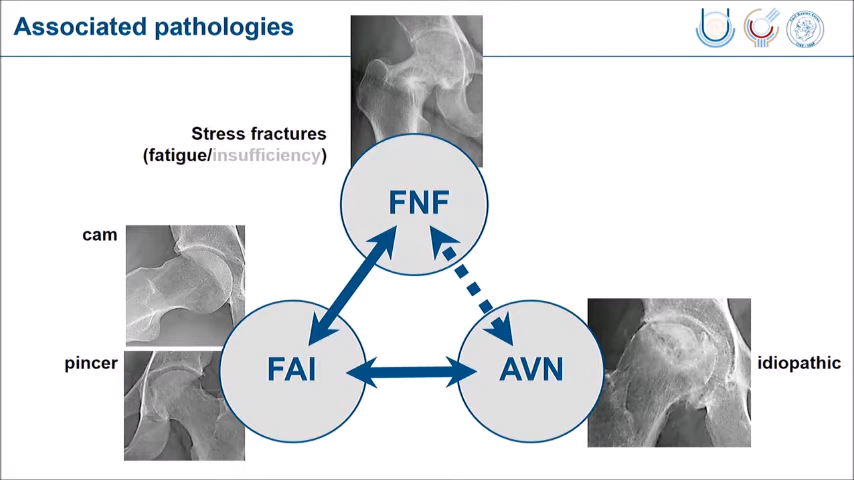 Associated pathologies
Stress fractures
(fatigue/insufficiency)
FNF
cam
pincer
FAI
AVN
idiopathic